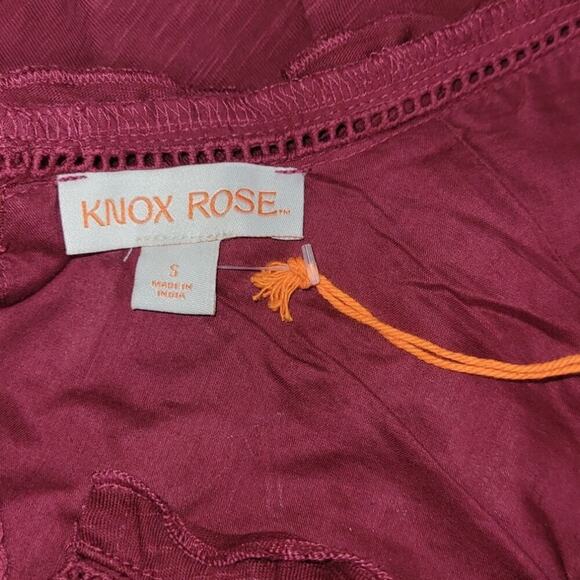 KNOX ROSE™
S
MADE IN
INDIA